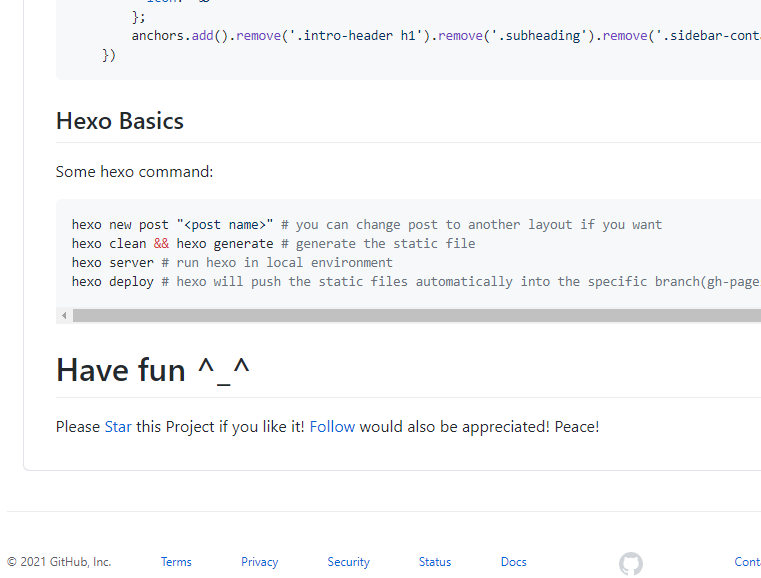 };
anchors.add().remove('.intro-header h1').remove('.subheading').remove('.sidebar-cont
})
Hexo Basics
Some hexo command:
hexo new post "<post name>" # you can change post to another layout if you want
hexo clean && hexo generate # generate the static file
hexo server # run hexo in local environment
hexo deploy # hexo will push the static files automatically into the specific branch(gh-page
Have fun ^_^
Please Star this Project if you like it! Follow would also be appreciated! Peace!
© 2021 GitHub, Inc. Terms Privacy Security Status Docs Cont